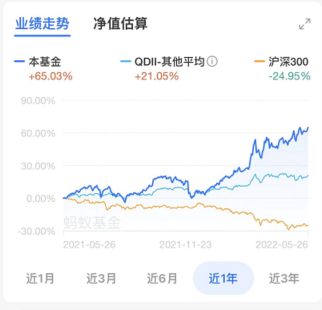 业绩走势 净值估算
本基金 QDII-其他平均 沪深300
+65.03% +21.05% -24.95%
90.00%
60.00%
30.00%
0.00%
蚂蚁基金
-30.00%
2021-05-26 2021-11-23 2022-05-26
近1月 近3月 近6月 近1年 近3年